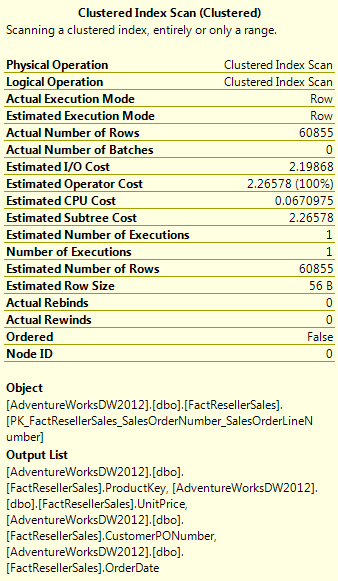 Clustered Index Scan (Clustered)
Scanning a clustered index, entirely or only a range.
Physical Operation Clustered Index Scan
Logical Operation Clustered Index Scan
Actual Execution Mode Row
Estimated Execution Mode Row
Actual Number of Rows 60855
Actual Number of Batches 0
Estimated I/O Cost 2.19868
Estimated Operator Cost 2.26578 (100%)
Estimated CPU Cost 0.0670975
Estimated Subtree Cost 2.26578
Estimated Number of Executions 1
Number of Executions 1
Estimated Number of Rows 60855
Estimated Row Size 56 B
Actual Rebinds 0
Actual Rewinds 0
Ordered False
Node ID 0
Object
[AdventureWorksDW2012].[dbo].[FactResellerSales].
[PK_FactResellerSales_SalesOrderNumber_SalesOrderLineN
umber]
Output List
[AdventureWorksDW2012].[dbo].
[FactResellerSales].ProductKey, [AdventureWorksDW2012].
[dbo].[FactResellerSales].UnitPrice,
[AdventureWorksDW2012].[dbo].
[FactResellerSales].CustomerPONumber,
[AdventureWorksDW2012].[dbo].
[FactResellerSales].OrderDate